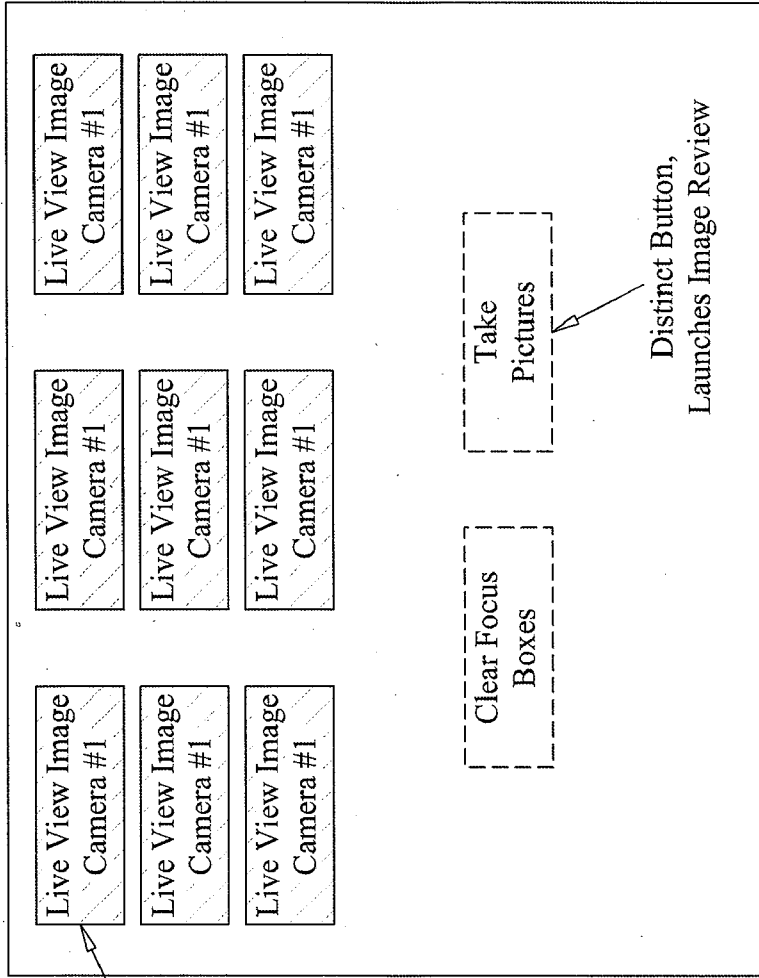 Live View Image
Camera #1
Live View Image
Camera #1
Live View Image
Camera #1
Live View Image
Camera #1
Live View Image
Camera #1
Live View Image
Camera #1
Live View Image
Camera #1
Live View Image
Camera #1
Live View Image
Camera #1
Clear Focus
Boxes
Take
Pictures
Distinct Button,
Launches Image Review